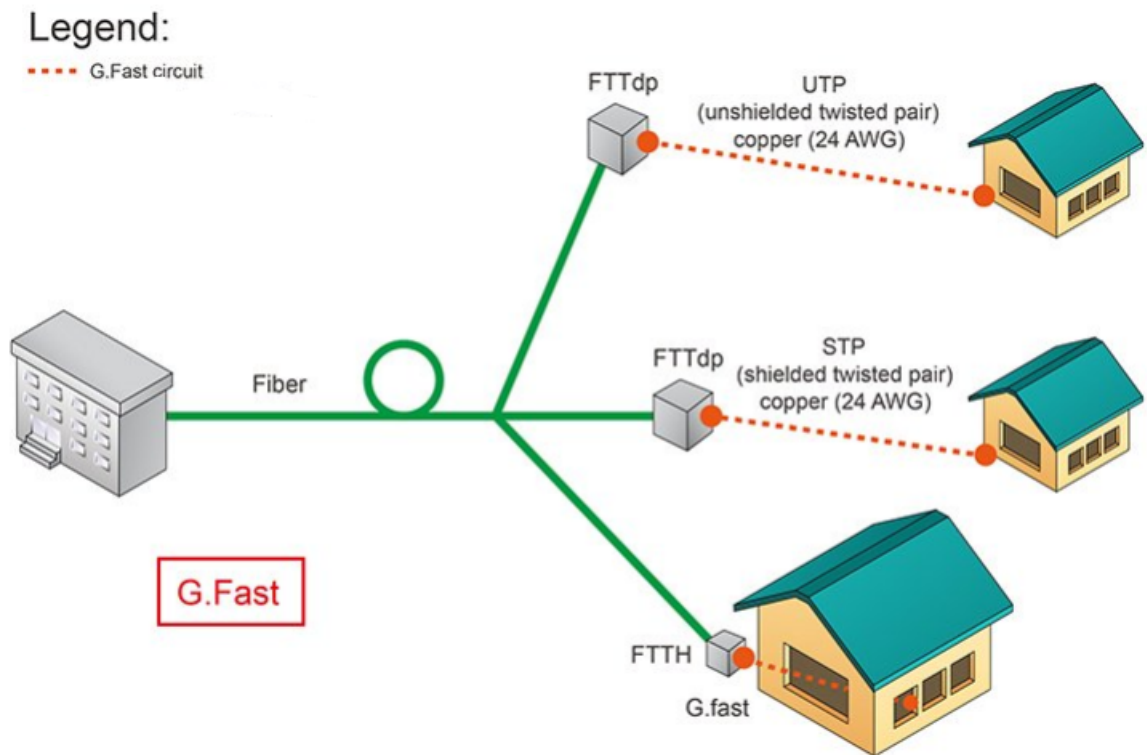 Legend:
G.Fast circuit
FTTdp
UTP
(unshielded twisted pair)
copper (24 AWG)
Fiber
FTTdp
STP
(shielded twisted pair)
copper (24 AWG)
G.Fast
FTTH
G.fast